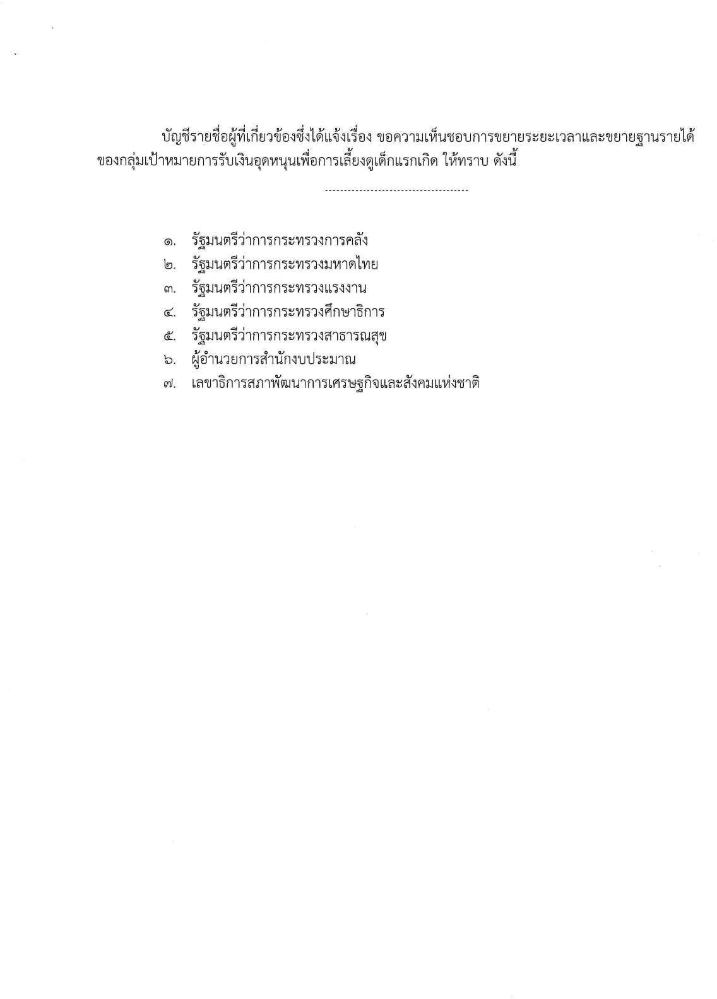 บัญชีรายชื่อผู้ที่เกี่ยวข้องซึ่งได้แจ้งเรื่อง ขอความเห็นชอบการขยายระยะเวลาและขยายฐานรายได้
ของกลุ่มเป้าหมายการรับเงินอุดหนุนเพื่อการเลี้ยงดูเด็กแรกเกิด ให้ทราบ ดังนี้
--------------------------------------
๑. รัฐมนตรีว่าการกระทรวงการคลัง
๒. รัฐมนตรีว่าการกระทรวงมหาดไทย
๓. รัฐมนตรีว่าการกระทรวงแรงงาน
๔. รัฐมนตรีว่าการกระทรวงศึกษาธิการ
๕. รัฐมนตรีว่าการกระทรวงสาธารณสุข
๖. ผู้อำนวยการสำนักงบประมาณ
๗. เลขาธิการสภาพัฒนาการเศรษฐกิจและสังคมแห่งชาติ